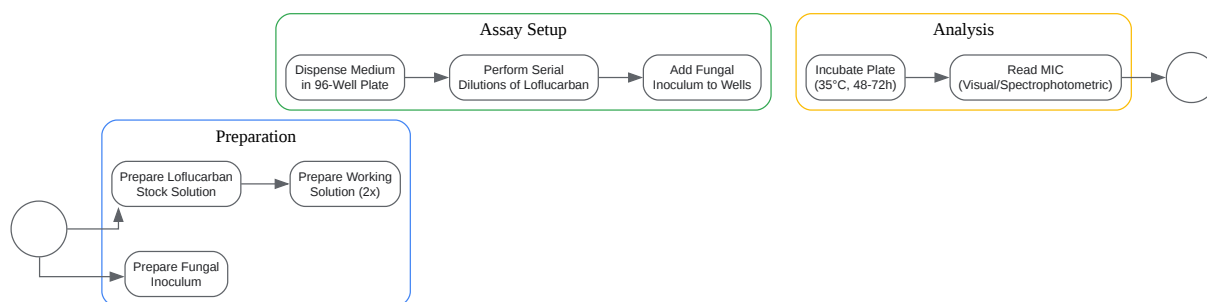 Assay Setup
Dispense Medium
in 96-Well Plate
Perform Serial
Dilutions of Loflucarban
Add Fungal
Inoculum to Wells
Analysis
Incubate Plate
(35°C, 48-72h)
Read MIC
(Visual/Spectrophotometric)
Preparation
Prepare Loflucarban
Stock Solution
Prepare Working
Solution (2x)
Prepare Fungal
Inoculum